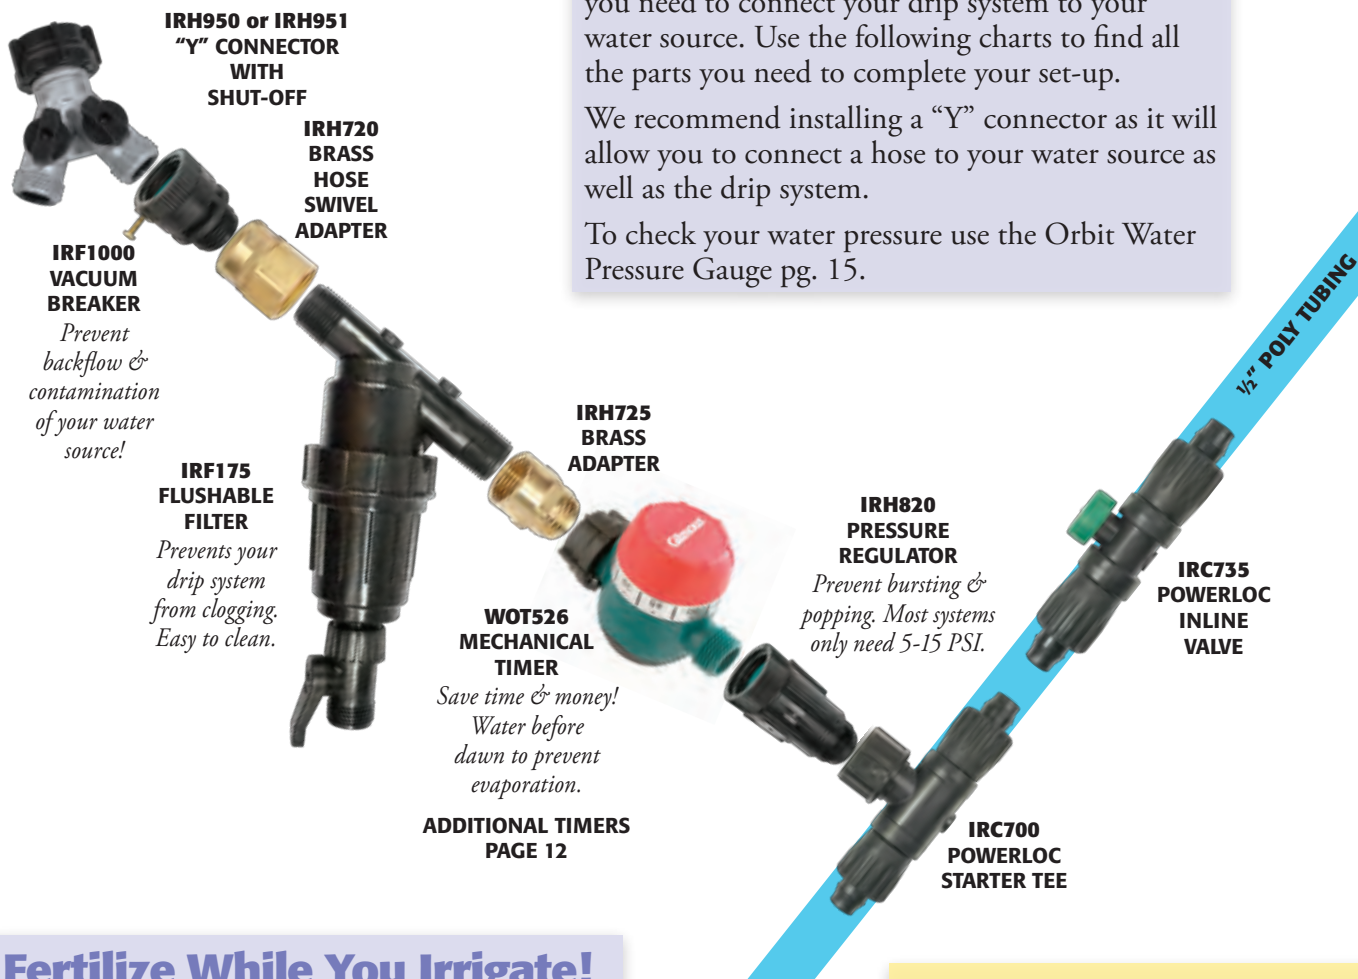 IRH950 or IRH951
“Y” CONNECTOR
WITH
SHUT-OFF
IRH720
BRASS
HOSE
SWIVEL
ADAPTER
you need to connect your drip system to your
water source. Use the following charts to find all
the parts you need to complete your set-up.
We recommend installing a “Y” connector as it will
allow you to connect a hose to your water source as
well as the drip system.
To check your water pressure use the Orbit Water
Pressure Gauge pg. 15.
IRF1000
VACUUM
BREAKER
Prevent
backflow &
contamination
of your water
source!
IRF175
FLUSHABLE
FILTER
Prevents your
drip system
from clogging.
Easy to clean.
IRH725
BRASS
ADAPTER
Gilmour
WOT526
MECHANICAL
TIMER
Save time & money!
Water before
dawn to prevent
evaporation.
ADDITIONAL TIMERS
PAGE 12
IRH820
PRESSURE
REGULATOR
Prevent bursting &
popping. Most systems
only need 5-15 PSI.
½" POLY TUBING
IRC735
POWERLOC
INLINE
VALVE
IRC700
POWERLOC
STARTER TEE
Fertilize While You Irrigate!